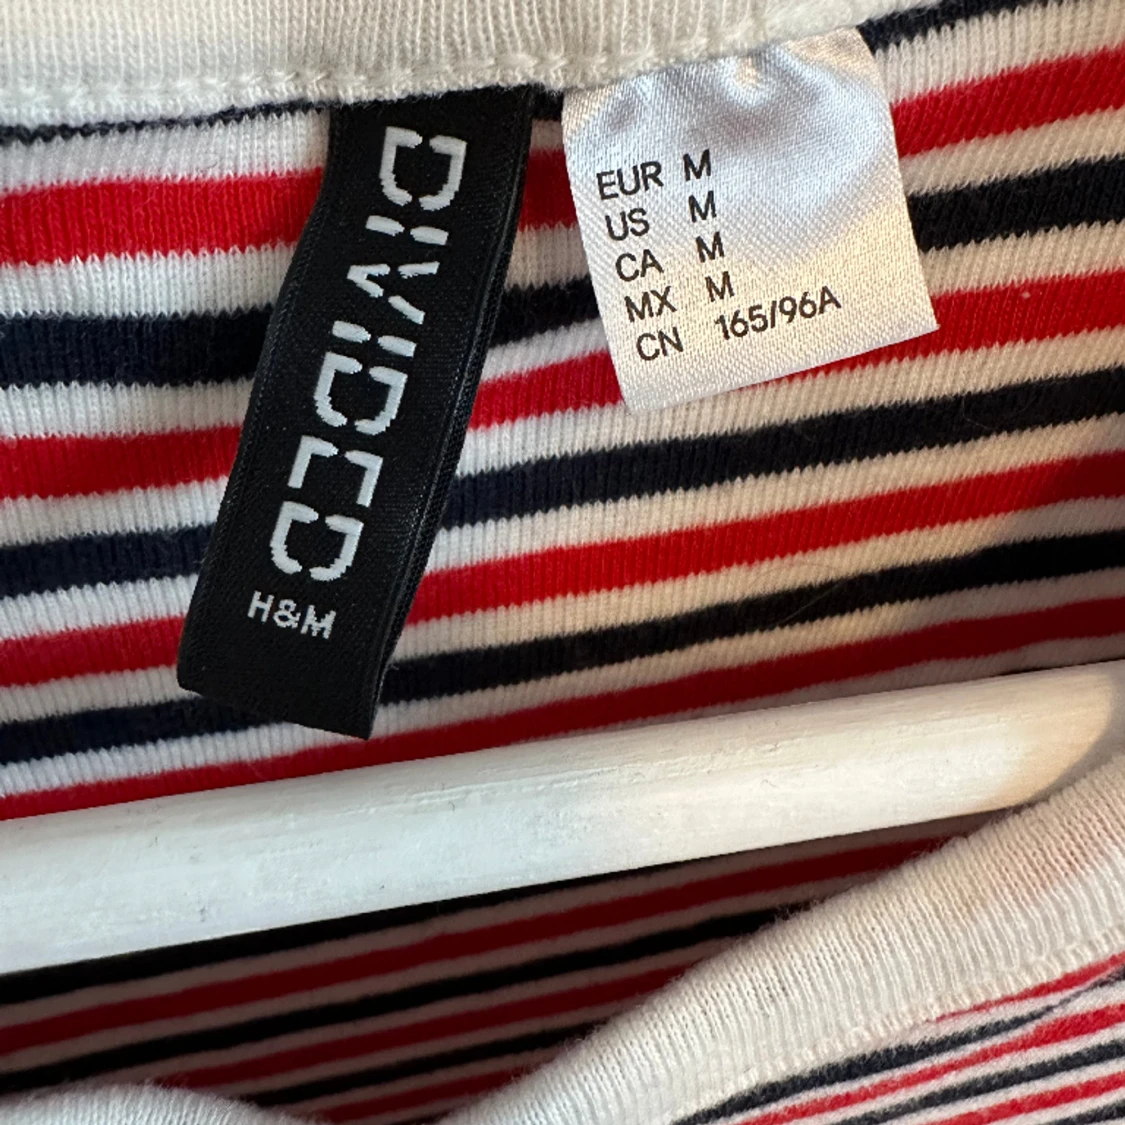 DIVIDED
H&M
EUR M
US M
CA M
MX M
CN 165/96A